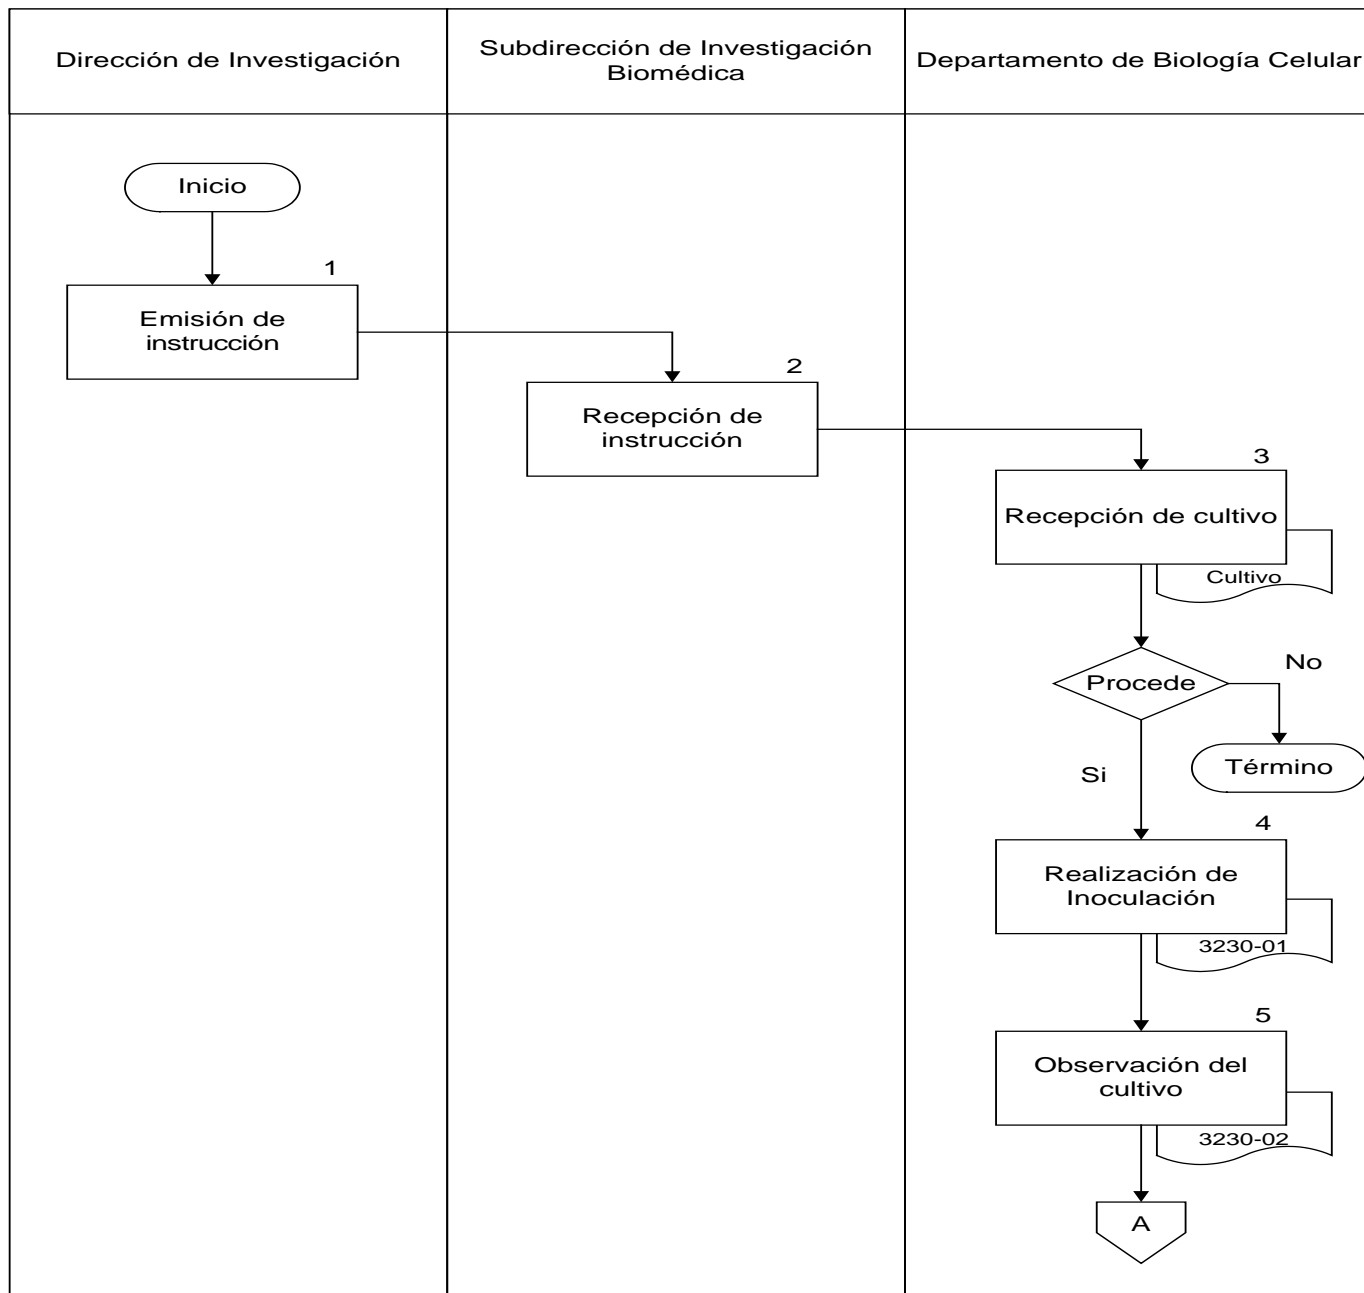 Dirección de Investigación
Subdirección de Investigación
Biomédica
Departamento de Biología Celular
Inicio
1
Emisión de
instrucción
2
Recepción de
instrucción
3
Recepción de cultivo
Cultivo
Procede
No
Término
Si
4
Realización de
Inoculación
3230-01
5
Observación del
cultivo
3230-02
A